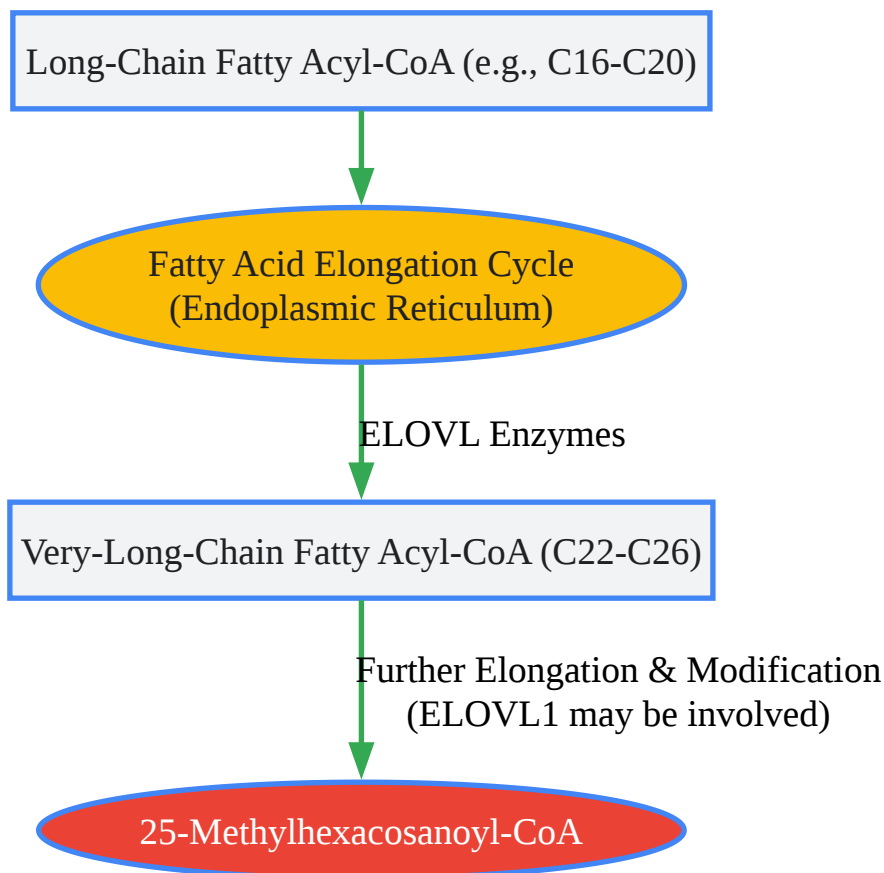 Long-Chain Fatty Acyl-CoA (e.g., C16-C20)
Fatty Acid Elongation Cycle
(Endoplasmic Reticulum)
ELOVL Enzymes
Very-Long-Chain Fatty Acyl-CoA (C22-C26)
Further Elongation & Modification
(ELOVL1 may be involved)
25-Methylhexacosanoyl-CoA